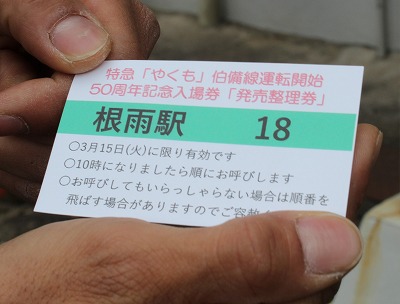 特急「やくも」伯備線運転開始
50周年記念入場券「発売整理券」
根雨駅 18
○3月15日(火)に限り有効です
○10時になりましたら順にお呼びします
○お呼びしてもいらっしゃらない場合は順番を
飛ばす場合がありますのでご容赦